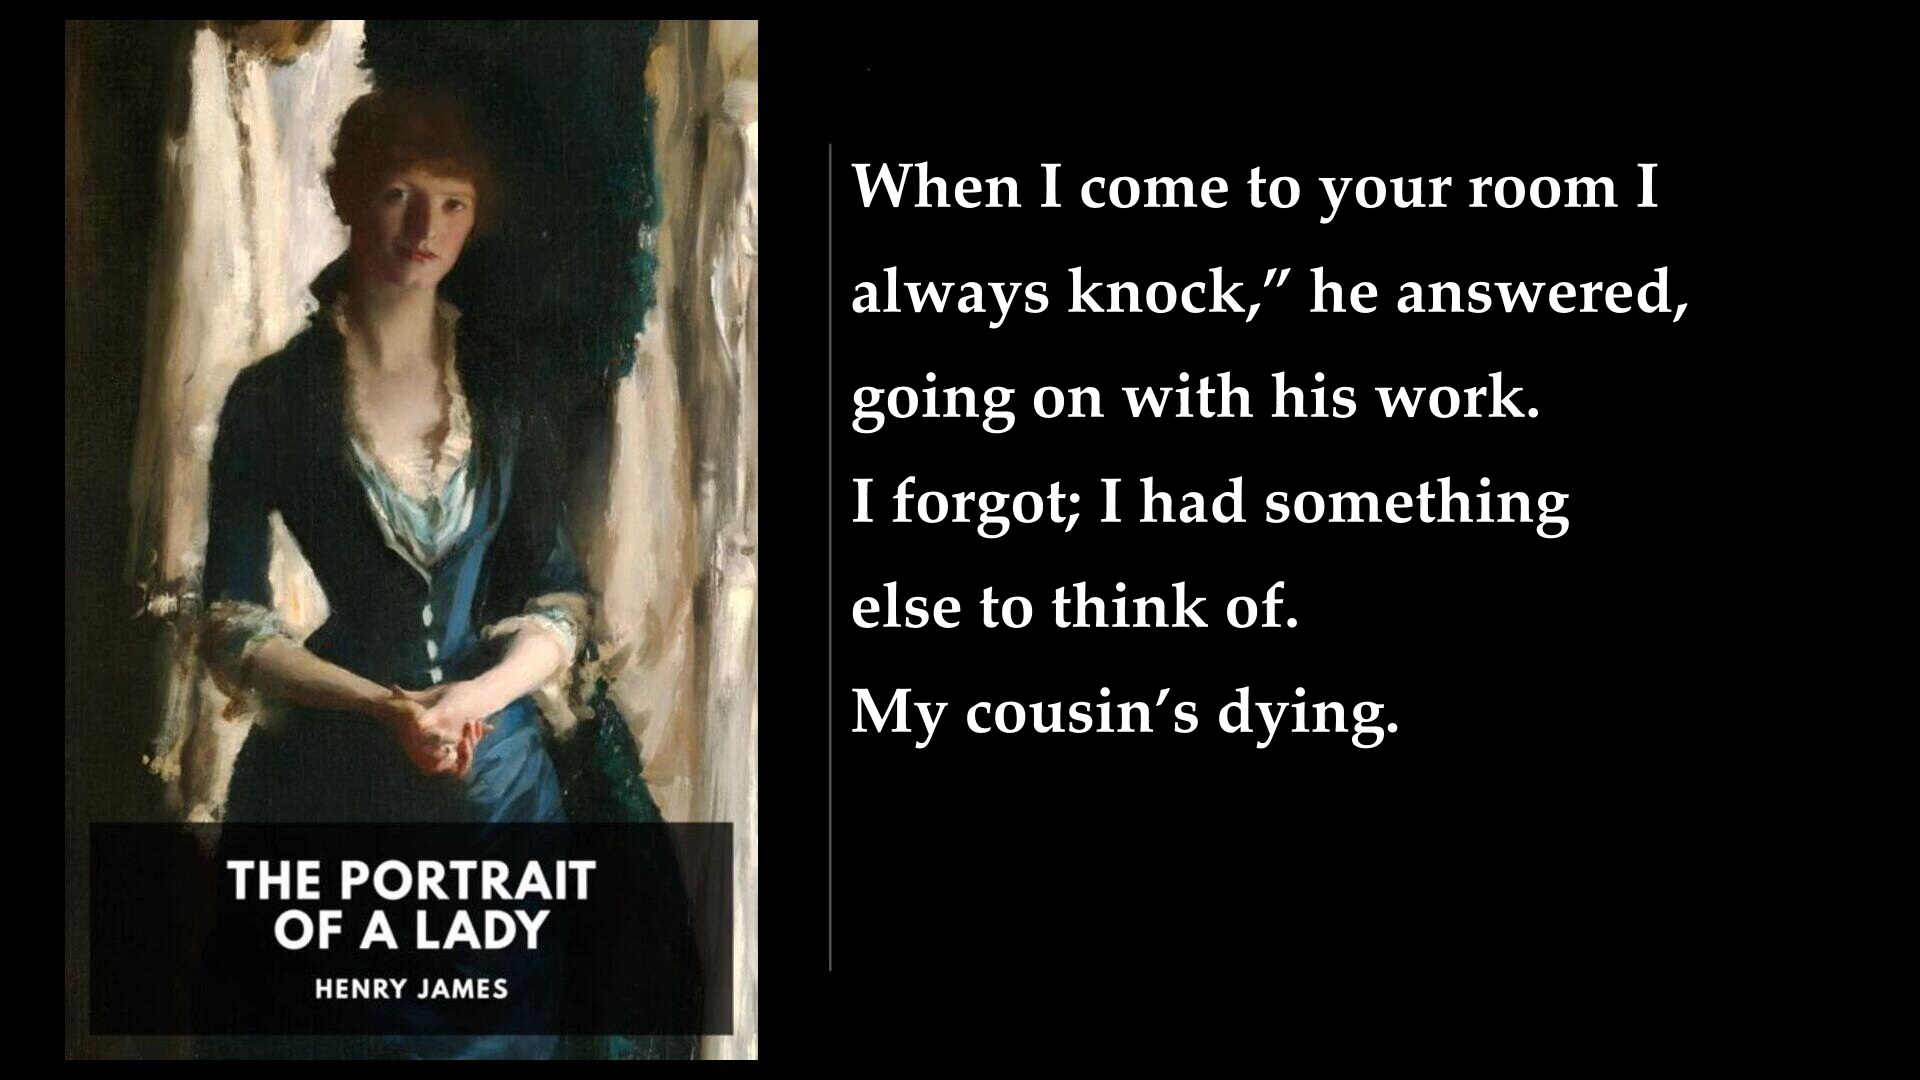 THE PORTRAIT
OF A LADY
HENRY JAMES
When I come to your room I
always knock,” he answered,
going on with his work.
I forgot; I had something
else to think of.
My cousin’s dying.